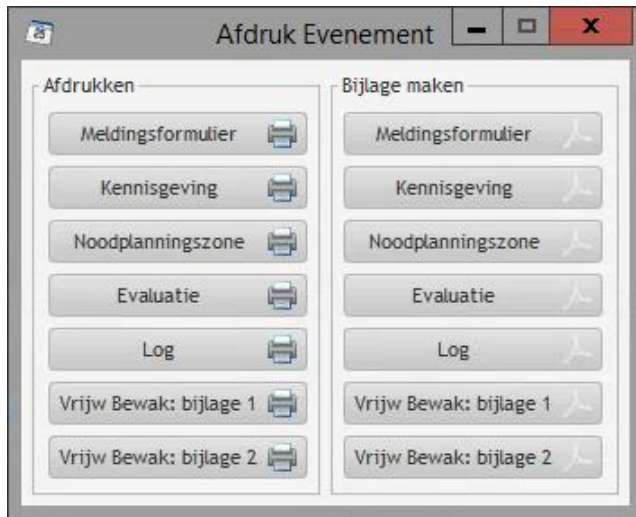 Afdruk Evenement
Afdrukken
Meldingsformulier
Kennisgeving
Noodplanningszone
Evaluatie
Log
Vrijw Bewak: bijlage 1
Vrijw Bewak: bijlage 2
Bijlage maken
Meldingsformulier
Kennisgeving
Noodplanningszone
Evaluatie
Log
Vrijw Bewak: bijlage 1
Vrijw Bewak: bijlage 2